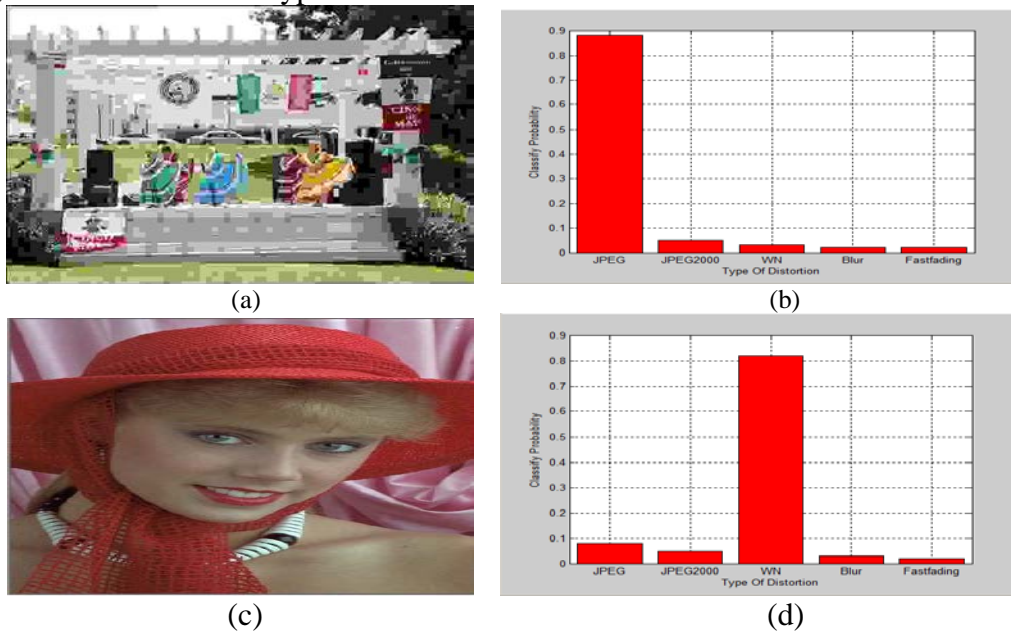 yp
0.9
0.8
0.7
0.6
0.5
0.4
0.3
0.2
0.1
0
Classify Probability
JPEG JPEG2000 WN Blur Fastfading
Type Of Distortion
(a) (b)
0.9
0.8
0.7
0.6
0.5
0.4
0.3
0.2
0.1
0
Classify Probability
JPEG JPEG2000 WN Blur Fastfading
Type Of Distortion
(c) (d)